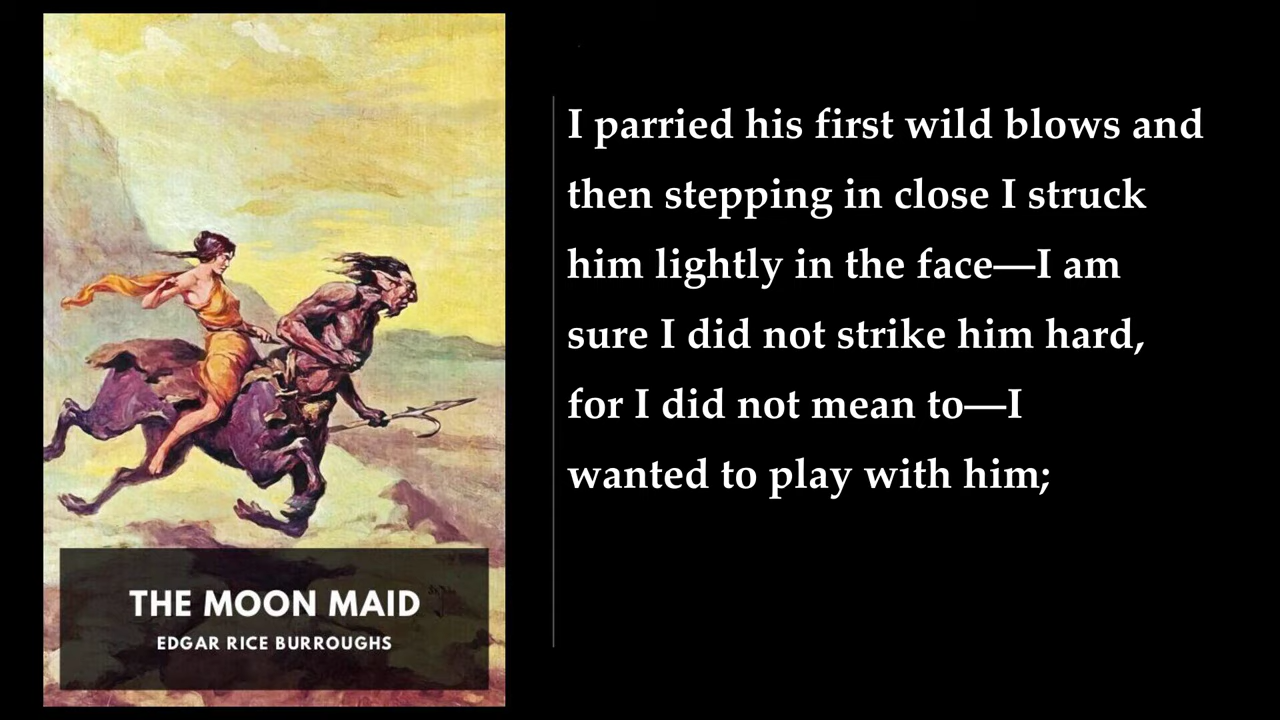 THE MOON MAID
EDGAR RICE BURROUGHS
I parried his first wild blows and
then stepping in close I struck
him lightly in the face—I am
sure I did not strike him hard,
for I did not mean to—I
wanted to play with him;